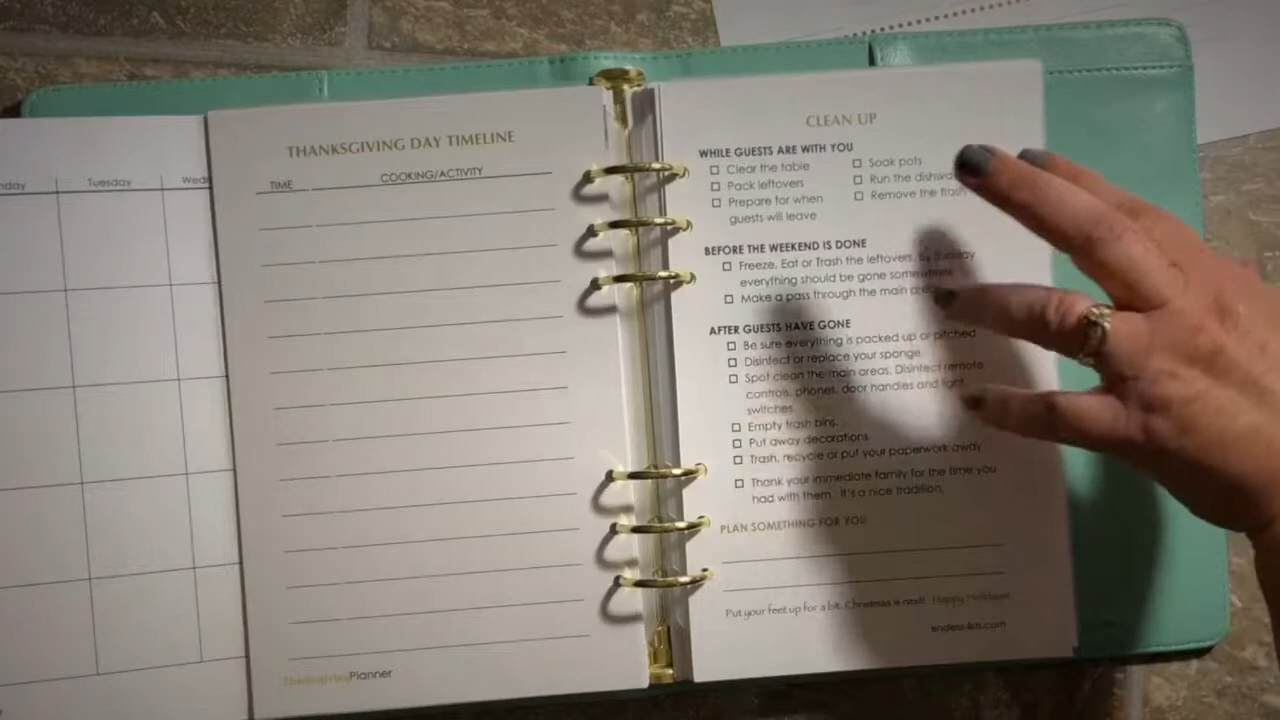 Tuesday
THANKSGIVING DAY TIMELINE
TIME
COOKING/ACTIVITY
ThanksgivingPlanner
CLEAN UP
WHILE GUESTS ARE WITH YOU
Clear the table
Pack leftovers
Prepare for when
guests will leave
Soak pots
Run the
Remove the trash
BEFORE THE WEEKEND IS DONE
Freeze, Eat or Trash the leftovers, by Sunday
everything should be gone somewhere
Make a pass through the main
AFTER GUESTS HAVE GONE
Be sure everything is packed up or pitched
Disinfect or replace your sponge
Spot clean the main areas. Disinfect remote
controls, phones, door handles and light
switches.
Empty trash bins.
Put away decorations
Trash, recycle or put your paperwork away
Thank your immediate family for the time you
had with them. It's a nice tradition.
PLAN SOMETHING FOR YOU
Put your feet up for a bit, Christmas is next! Happy Holidays